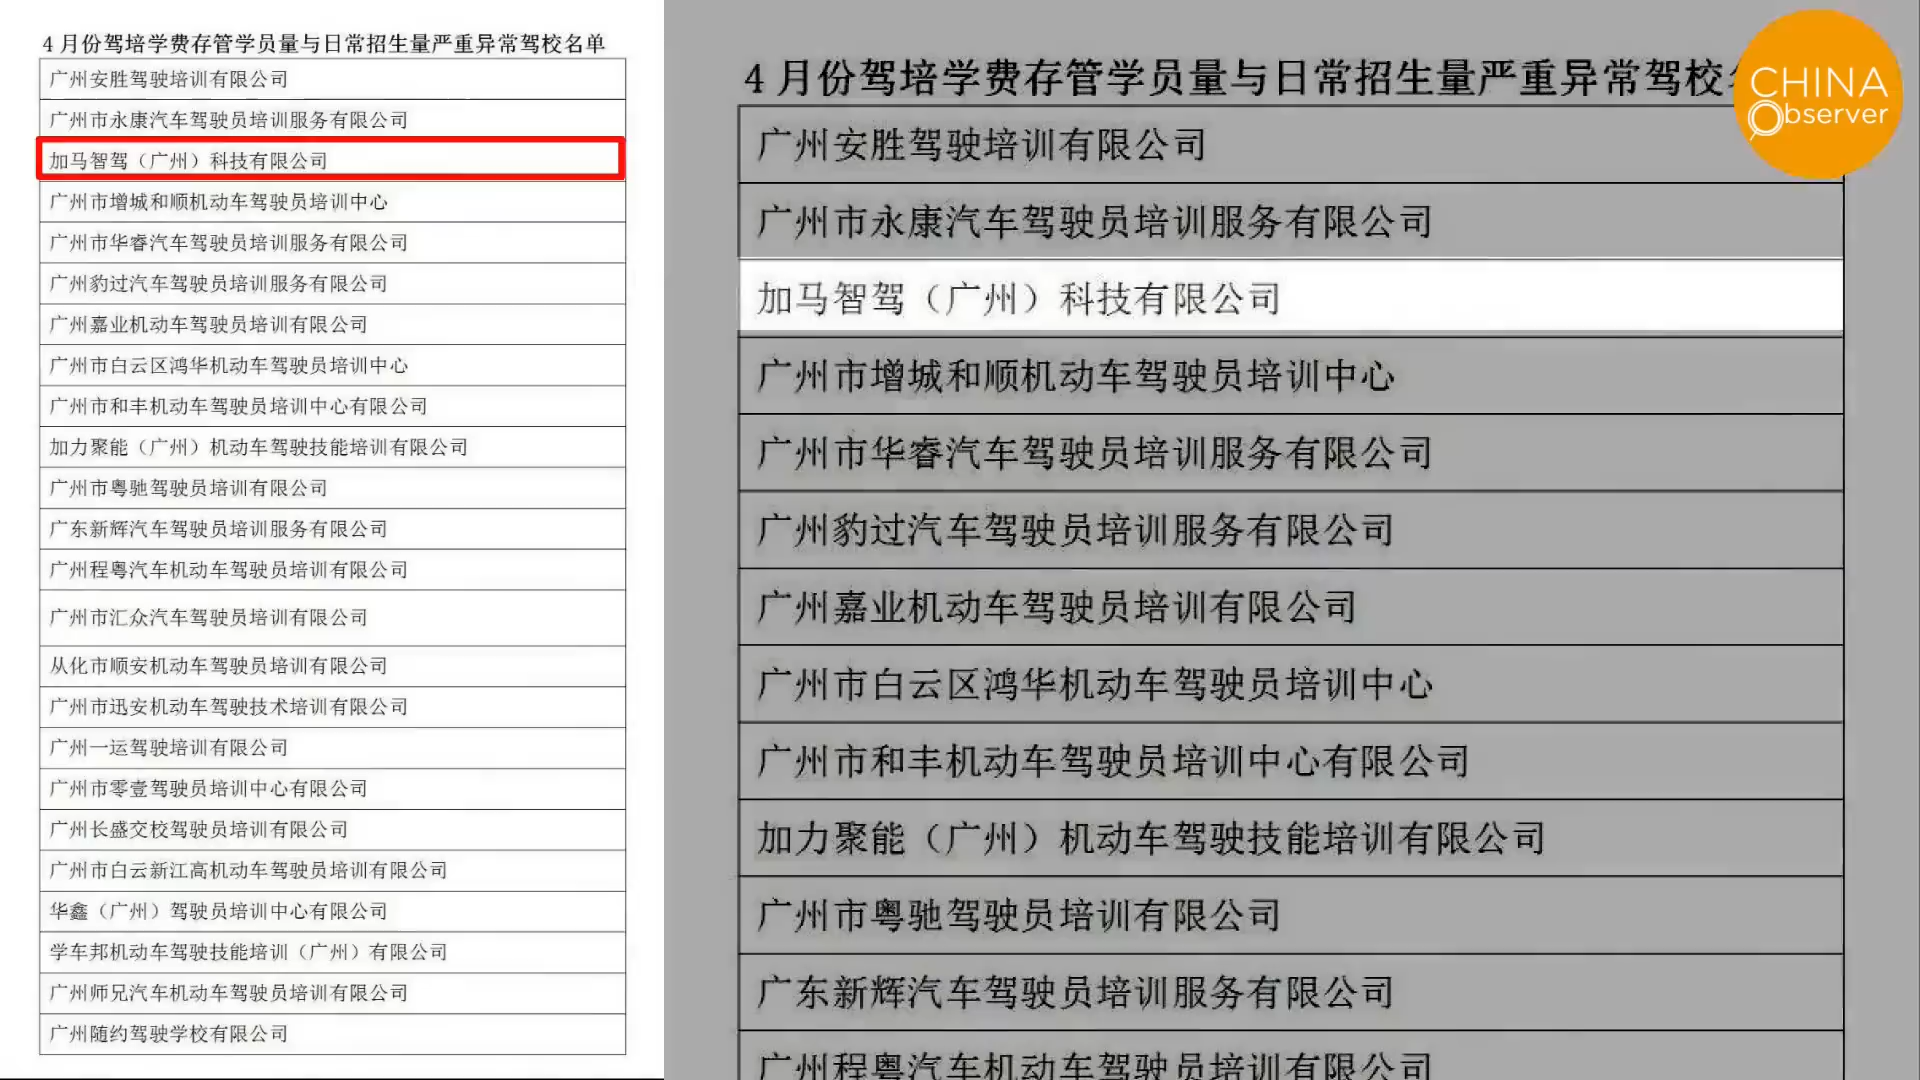 4月份驾培学费存管学员量与日常招生量严重异常驾校名单
广州安胜驾驶培训有限公司
广州市永康汽车驾驶员培训服务有限公司
加马智驾（广州）科技有限公司
广州市增城和顺机动车驾驶员培训中心
广州市华睿汽车驾驶员培训服务有限公司
广州豹过汽车驾驶员培训服务有限公司
广州嘉业机动车驾驶员培训有限公司
广州市白云区鸿华机动车驾驶员培训中心
广州市和丰机动车驾驶员培训中心有限公司
加力聚能（广州）机动车驾驶技能培训有限公司
广州市粤驰驾驶员培训有限公司
广东新辉汽车驾驶员培训服务有限公司
广州程粤汽车机动车驾驶员培训有限公司
广州市汇众汽车驾驶员培训有限公司
从化市顺安机动车驾驶员培训有限公司
广州市迅安机动车驾驶技术培训有限公司
广州一运驾驶培训有限公司
广州市零壹驾驶员培训中心有限公司
广州长盛交校驾驶员培训有限公司
广州市白云新江高机动车驾驶员培训有限公司
华鑫（广州）驾驶员培训中心有限公司
学车邦机动车驾驶技能培训（广州）有限公司
广州师兄汽车机动车驾驶员培训有限公司
广州随约驾驶学校有限公司
4月份驾培学费存管学员量与日常招生量严重异常驾校
广州安胜驾驶培训有限公司
广州市永康汽车驾驶员培训服务有限公司
加马智驾（广州）科技有限公司
广州市增城和顺机动车驾驶员培训中心
广州市华睿汽车驾驶员培训服务有限公司
广州豹过汽车驾驶员培训服务有限公司
广州嘉业机动车驾驶员培训有限公司
广州市白云区鸿华机动车驾驶员培训中心
广州市和丰机动车驾驶员培训中心有限公司
加力聚能（广州）机动车驾驶技能培训有限公司
广州市粤驰驾驶员培训有限公司
广东新辉汽车驾驶员培训服务有限公司
广州程粤汽车机动车驾驶员培训有限公司
CHINA
Observer